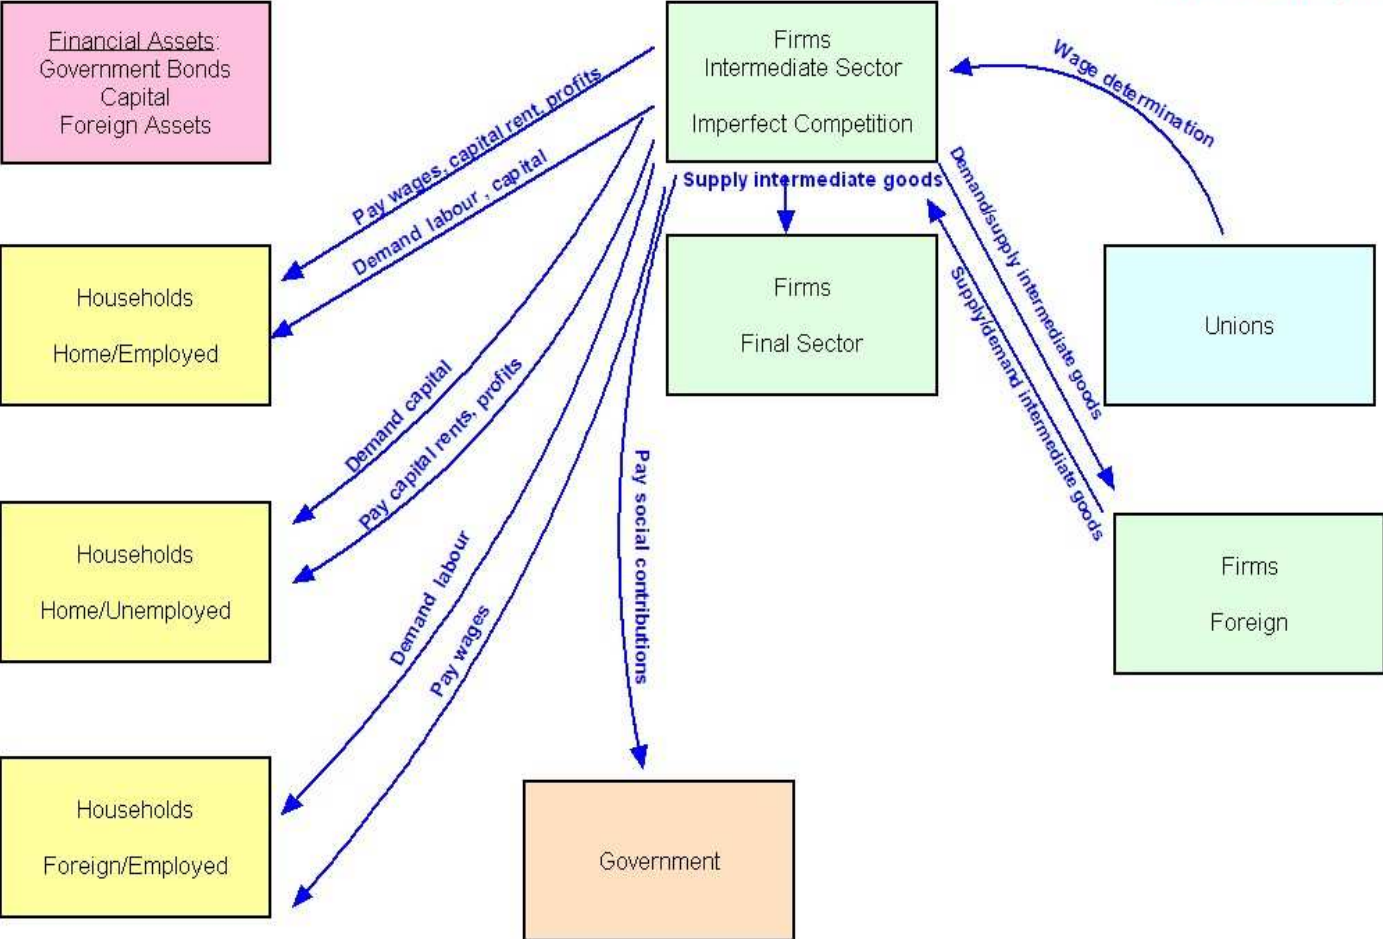 Financial Assets:
Government Bonds
Capital
Foreign Assets
Firms
Intermediate Sector
Imperfect Competition
Wage determination
Pay wages, capital rent, profits
Demand labour , capital
Supply intermediate goods
Demand/supply intermediate goods
Supply/demand intermediate goods
Households
Home/Employed
Firms
Final Sector
Unions
Demand capital
Pay capital rents, profits
Households
Home/Unemployed
Demand labour
Pay wages
Pay social contributions
Firms
Foreign
Households
Foreign/Employed
Government